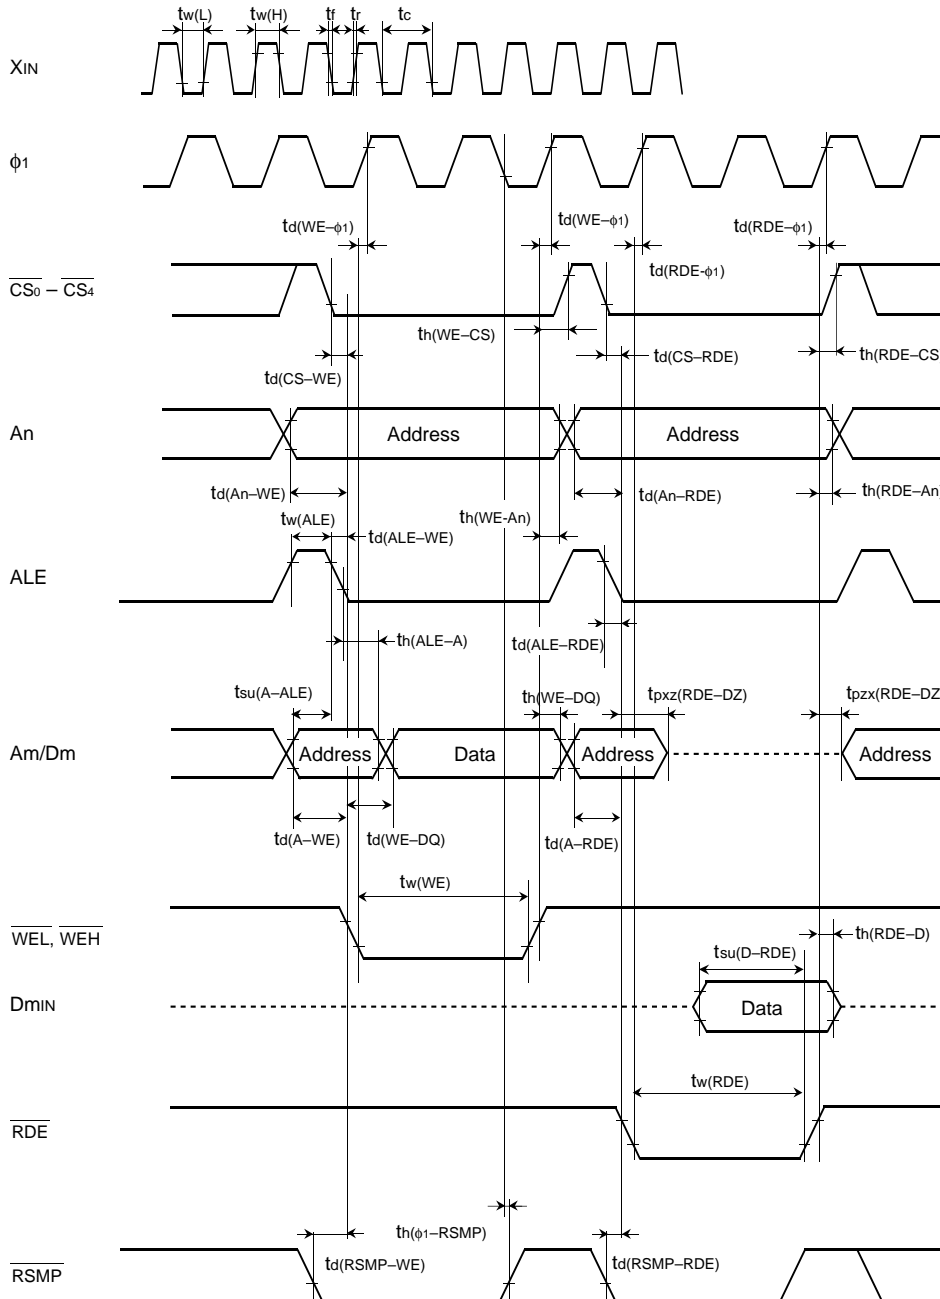 tw(L) tw(H) tf tr tc
XIN
ϕ1
td(WE–ϕ1) td(WE–ϕ1) td(RDE–ϕ1)
td(RDE-ϕ1)
CS0 – CS4
th(WE–CS) td(CS–RDE) th(RDE–CS
td(CS–WE)
An Address Address
td(An–WE) td(An–RDE) th(RDE–An)
tw(ALE) th(WE-An)
td(ALE–WE)
ALE
th(ALE–A) td(ALE–RDE)
tsu(A–ALE) th(WE–DQ) tpxz(RDE–DZ) tpzx(RDE–DZ
Am/Dm Address Data Address Address
td(A–WE) td(WE–DQ) td(A–RDE)
tw(WE)
WEL, WEH th(RDE–D)
tsu(D–RDE)
DmIN Data
tw(RDE)
RDE
th(ϕ1–RSMP)
td(RSMP–WE) td(RSMP–RDE)
RSMP